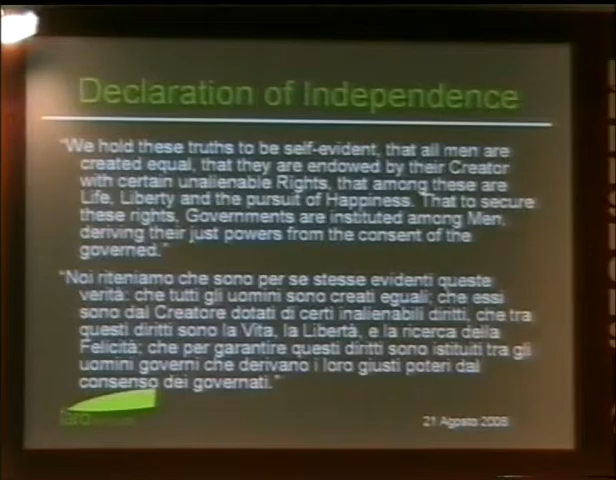 Declaration of Independence
"We hold these truths to be self-evident, that all men are
created equal, that they are endowed by their Creator
with certain unalienable Rights, that among these are
Life, Liberty and the pursuit of Happiness. That to secure
these rights, Governments are instituted among Men,
deriving their just powers from the consent of the
governed."
"Noi riteniamo che sono per se stesse evidenti queste
verità: che tutti gli uomini sono creati eguali; che essi
sono dal Creatore dotati di certi inalienabili diritti, che tra
questi diritti sono la Vita, la Libertà, e la ricerca della
Felicità; che per garantire questi diritti sono istituiti tra gli
uomini governi che derivano i loro giusti poteri dal
consenso dei governati."
21 Agosto 2008